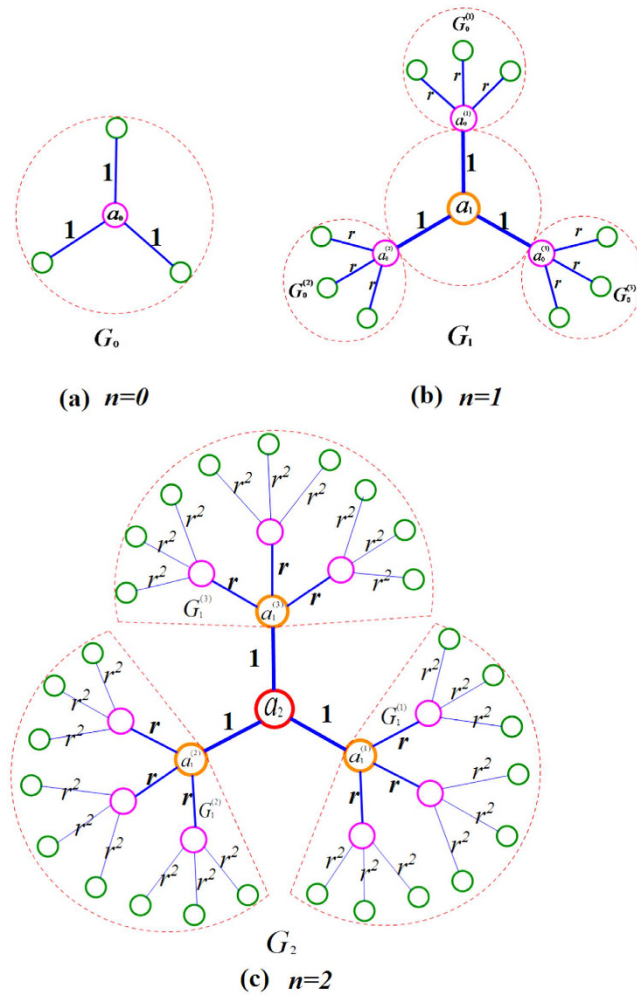 1
a₀
1
1
G₀
(a) n=0
G₀⁽¹⁾
r
r
r
a₀⁽¹⁾
1
a₁
1
1
a₀⁽²⁾
a₀⁽³⁾
r
r
r
r
r
r
G₀⁽²⁾
G₀⁽³⁾
G₁
(b) n=1
r²
r²
r²
r²
r²
r²
r²
r²
r²
r
r
r
G₁⁽³⁾
a₁⁽³⁾
1
a₂
1
1
r²
r²
r²
r
a₁⁽²⁾
r²
r²
r²
r
r
G₁⁽²⁾
r²
r²
r²
G₁⁽¹⁾
r²
r²
r²
r
a₁⁽¹⁾
r
r²
r²
r²
r
r²
r²
r²
G₂
(c) n=2